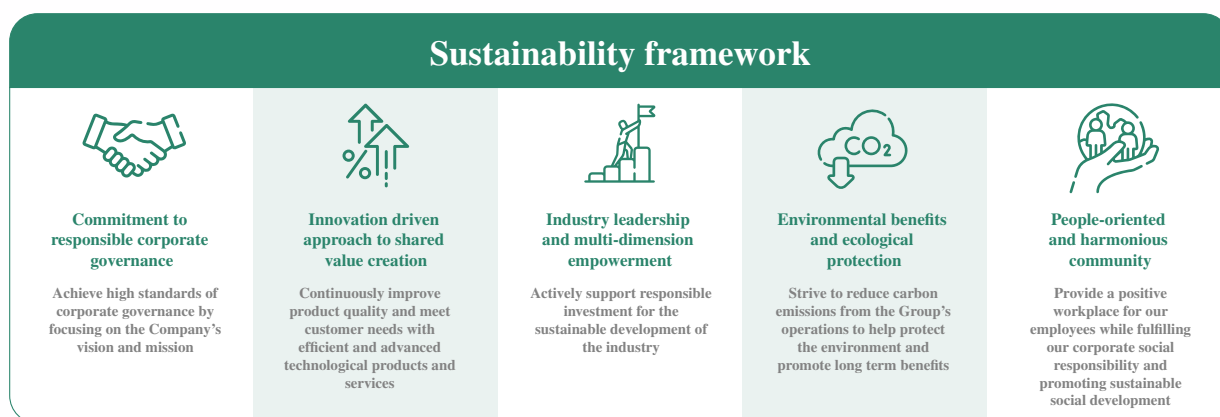 Sustainability framework
CO2
Commitment to
responsible corporate
governance
Achieve high standards of
corporate governance by
focusing on the Company's
vision and mission
%
Innovation driven
approach to shared
value creation
Continuously improve
product quality and meet
customer needs with
efficient and advanced
technological products and
services
Industry leadership
and multi-dimension
empowerment
Actively support responsible
investment for the
sustainable development of
the industry
Environmental benefits
and ecological
protection
Strive to reduce carbon
emissions from the Group's
operations to help protect
the environment and
promote long term benefits
People-oriented
and harmonious
community
Provide a positive
workplace for our
employees while fulfilling
our corporate social
responsibility and
promoting sustainable
social development